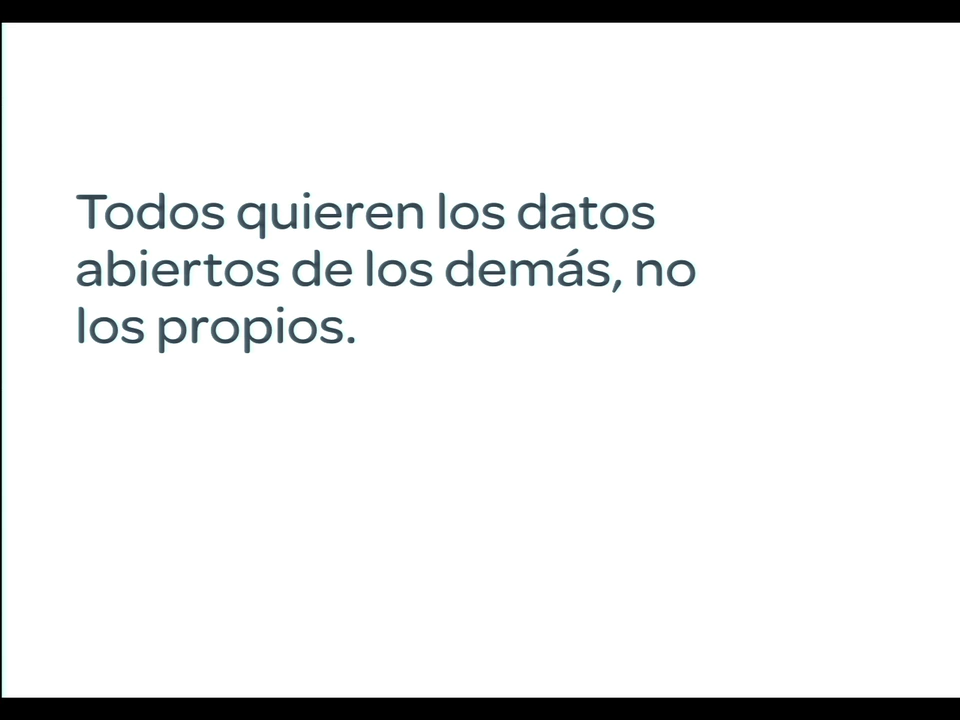 Todos quieren los datos
abiertos de los demás, no
los propios.